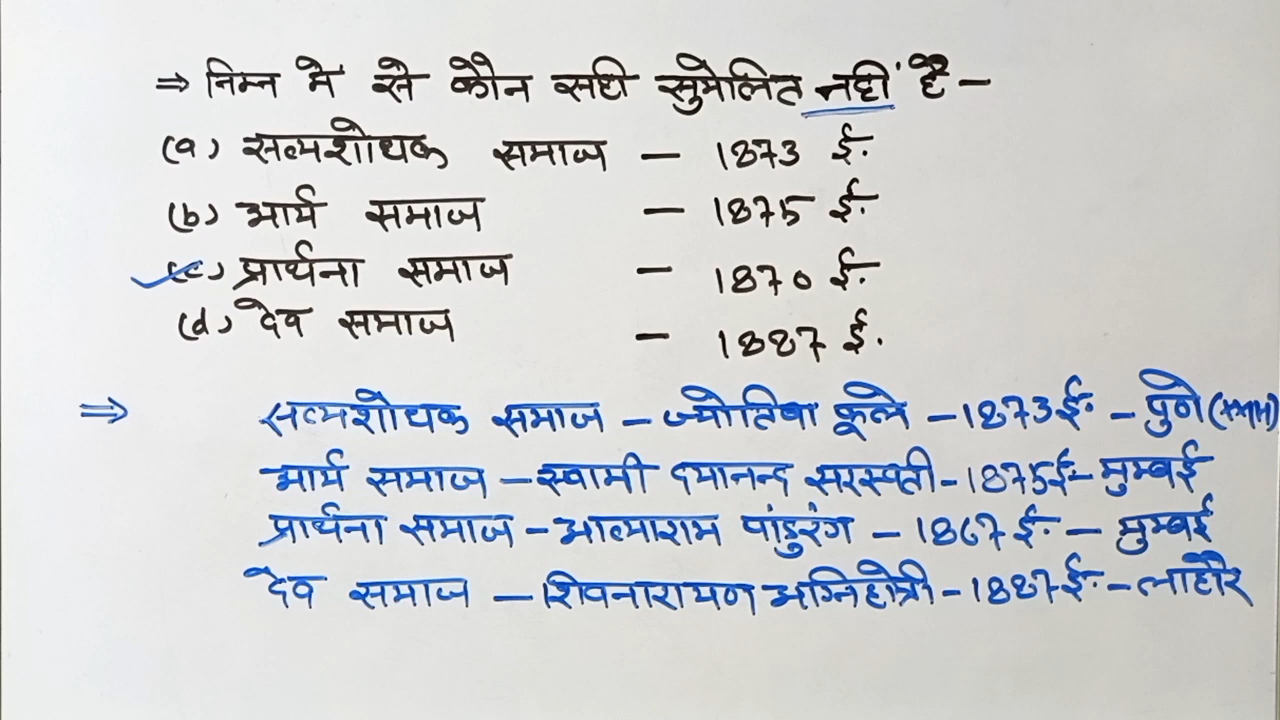 ⇒ निम्न में से कौन सही सुमेलित नहीं है –
(a) सत्यशोधक समाज – 1873 ई.
(b) आर्य समाज – 1875 ई.
(c) प्रार्थना समाज – 1870 ई.
(d) देव समाज – 1887 ई.
⇒ सत्यशोधक समाज – ज्योतिबा फूले – 1873 ई. – पुणे
आर्य समाज – स्वामी दयानन्द सरस्वती – 1875 ई – मुम्बई
प्रार्थना समाज – आत्माराम पांडुरंग – 1867 ई. – मुम्बई
देव समाज – शिवनारायण अग्निहोत्री – 1887 ई. – लाहौर